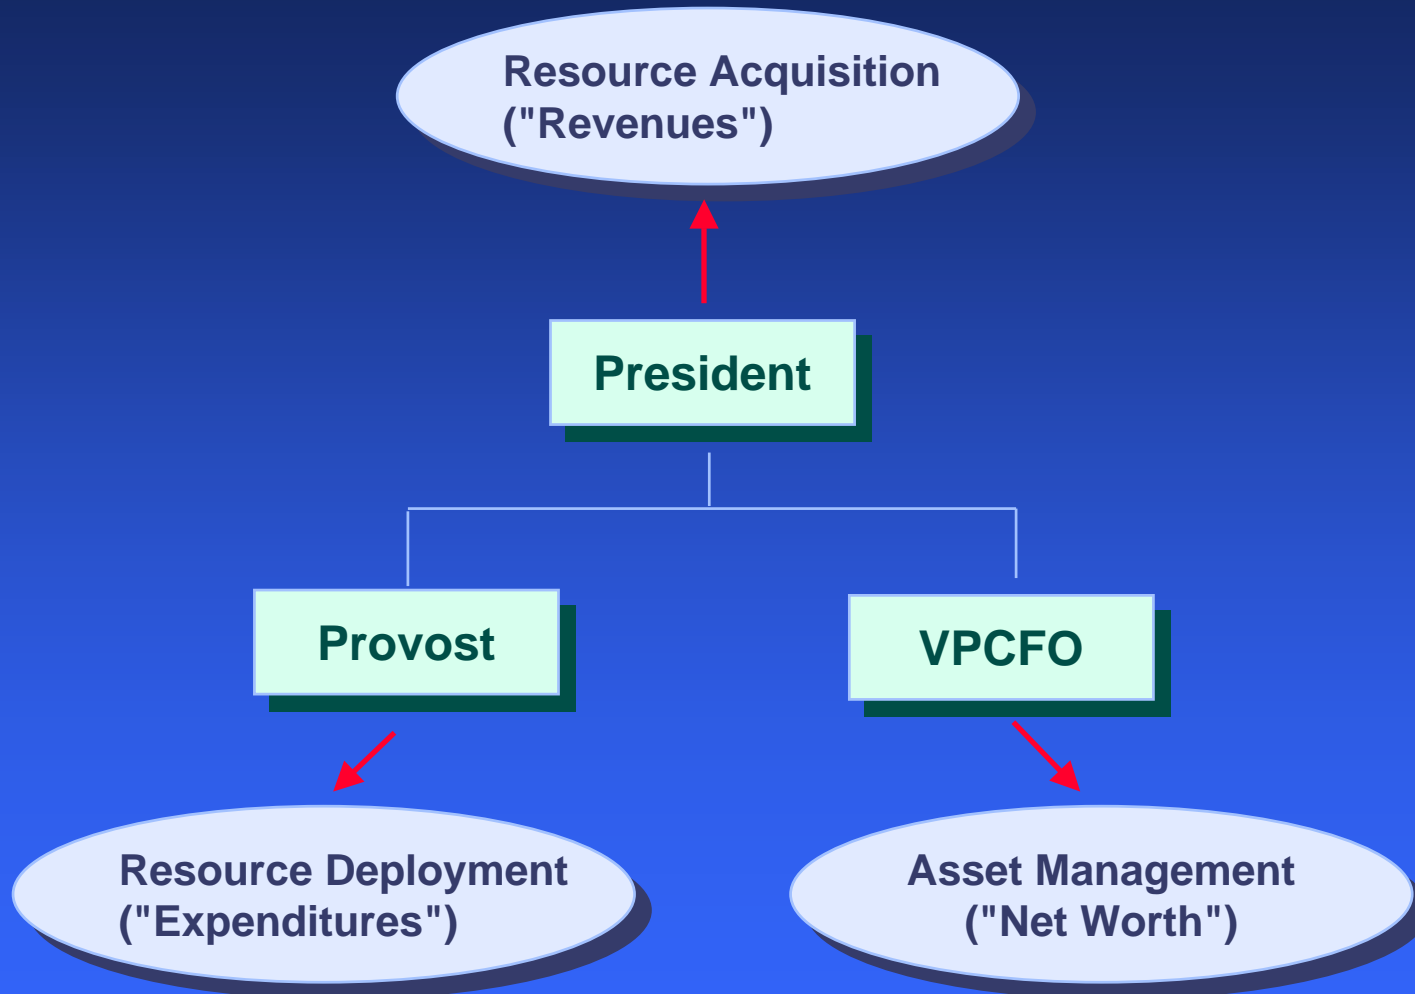 Resource Acquisition
("Revenues")
President
Provost
VPCFO
Resource Deployment
("Expenditures")
Asset Management
("Net Worth")